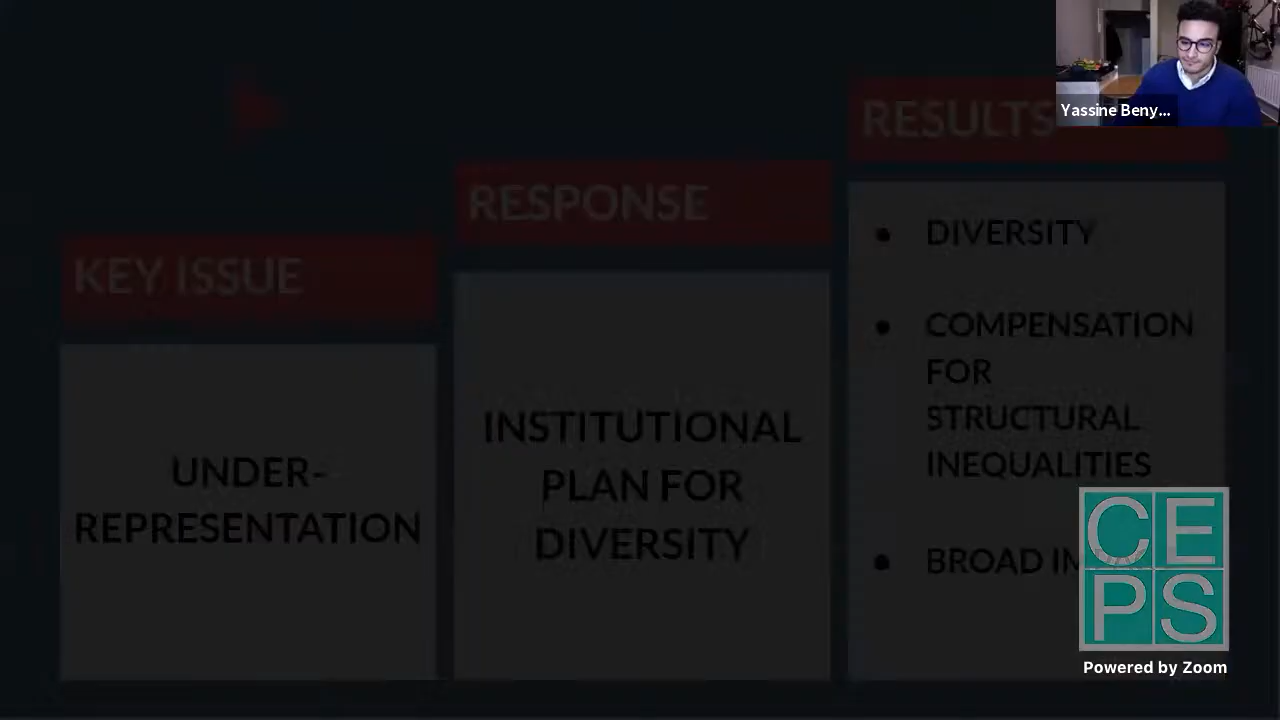 Yassine Beny...
KEY ISSUE
UNDER-
REPRESENTATION
RESPONSE
INSTITUTIONAL
PLAN FOR
DIVERSITY
RESULTS
● DIVERSITY
● COMPENSATION
FOR
STRUCTURAL
INEQUALITIES
● BROAD
CE
PS
Powered by Zoom